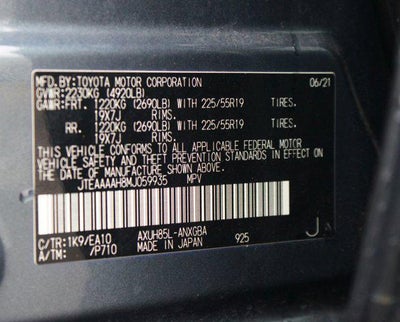 MFD.BY:TOYOTA MOTOR CORPORATION 06/21
GVWR:2230KG (4920LB)
GAWR:FRT. 1220KG (2690LB) WITH 225/55R19 TIRES.
19X7J RIMS.
RR. 1220KG (2690LB) WITH 225/55R19 TIRES.
19X7J RIMS.
THIS VEHICLE CONFORMS TO ALL APPLICABLE FEDERAL MOTOR
VEHICLE SAFETY AND THEFT PREVENTION STANDARDS IN EFFECT ON
THE DATE OF MANUFACTURE SHOWN ABOVE.
JTEAAAAH8MJ059935 MPV
C/TR:1K9/EA10 AXUH85L-ANXGBA
A/TM: /P710 MADE IN JAPAN 925 JA